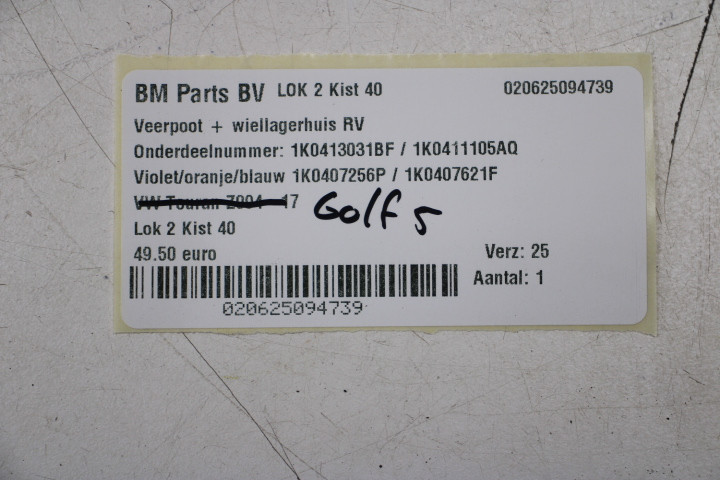 BM Parts BV LOK 2 Kist 40 020625094739
Veerpoot + wiellagerhuis RV
Onderdeelnummer: 1K0413031BF / 1K0411105AQ
Violet/oranje/blauw 1K0407256P / 1K0407621F
VW Touran 17 Golf 5
Lok 2 Kist 40
49.50 euro Verz: 25
Aantal: 1
020625094739